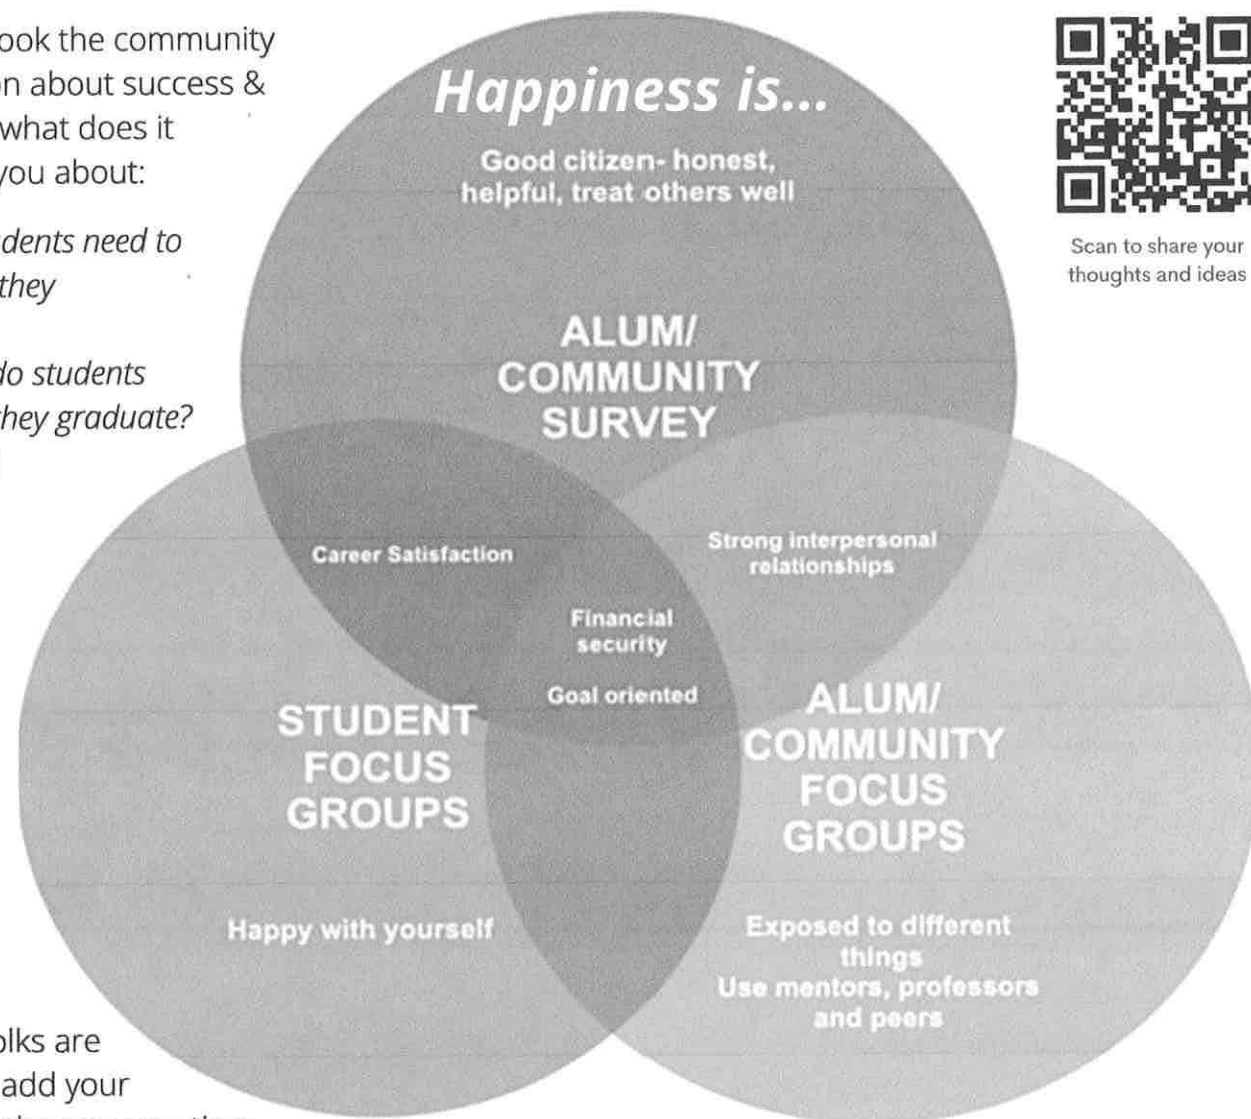 ook the community
n about success &
what does it
you about:
dents need to
they
do students
they graduate?
Happiness is...
Good citizen- honest,
helpful, treat others well
ALUM/
COMMUNITY
SURVEY
Scan to share your
thoughts and ideas
Career Satisfaction
Strong interpersonal
relationships
Financial
security
Goal oriented
STUDENT
FOCUS
GROUPS
ALUM/
COMMUNITY
FOCUS
GROUPS
Happy with yourself
Exposed to different
things
Use mentors, professors
and peers
olks are
add your